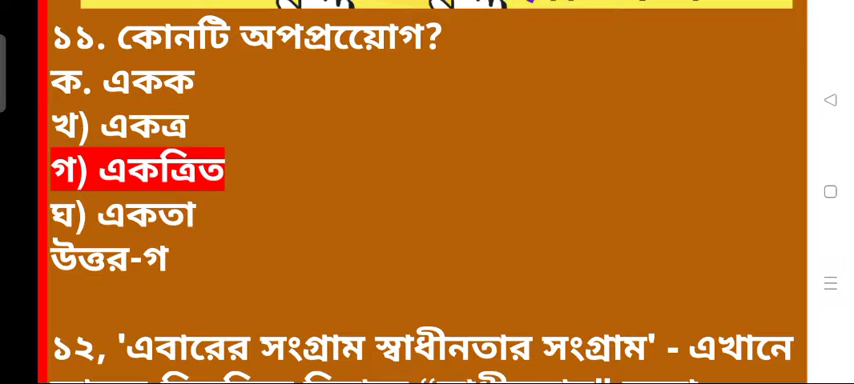 ১১. কোনটি অপপ্রয়োেগ?
ক. একক
খ) একত্র
গ) একত্রিত
ঘ) একতা
উত্তর-গ
১২, 'এবারের সংগ্রাম স্বাধীনতার সংগ্রাম' - এখানে